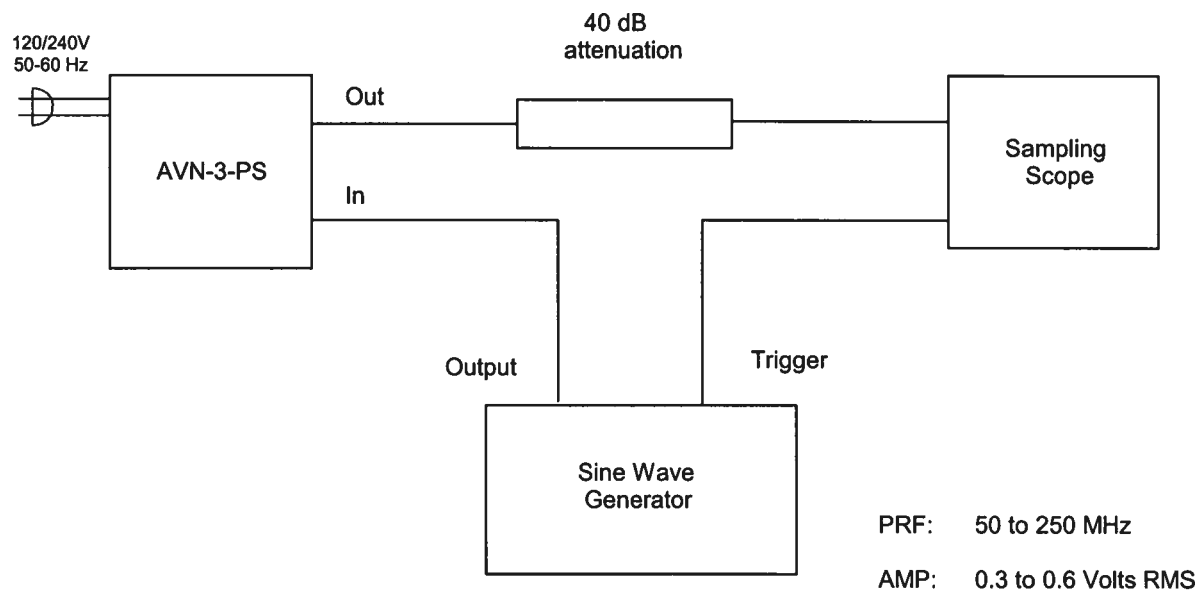 40 dB
attenuation
120/240V
50-60 Hz
Out
AVN-3-PS
In
Sampling
Scope
Output
Trigger
Sine Wave
Generator
PRF: 50 to 250 MHz
AMP: 0.3 to 0.6 Volts RMS